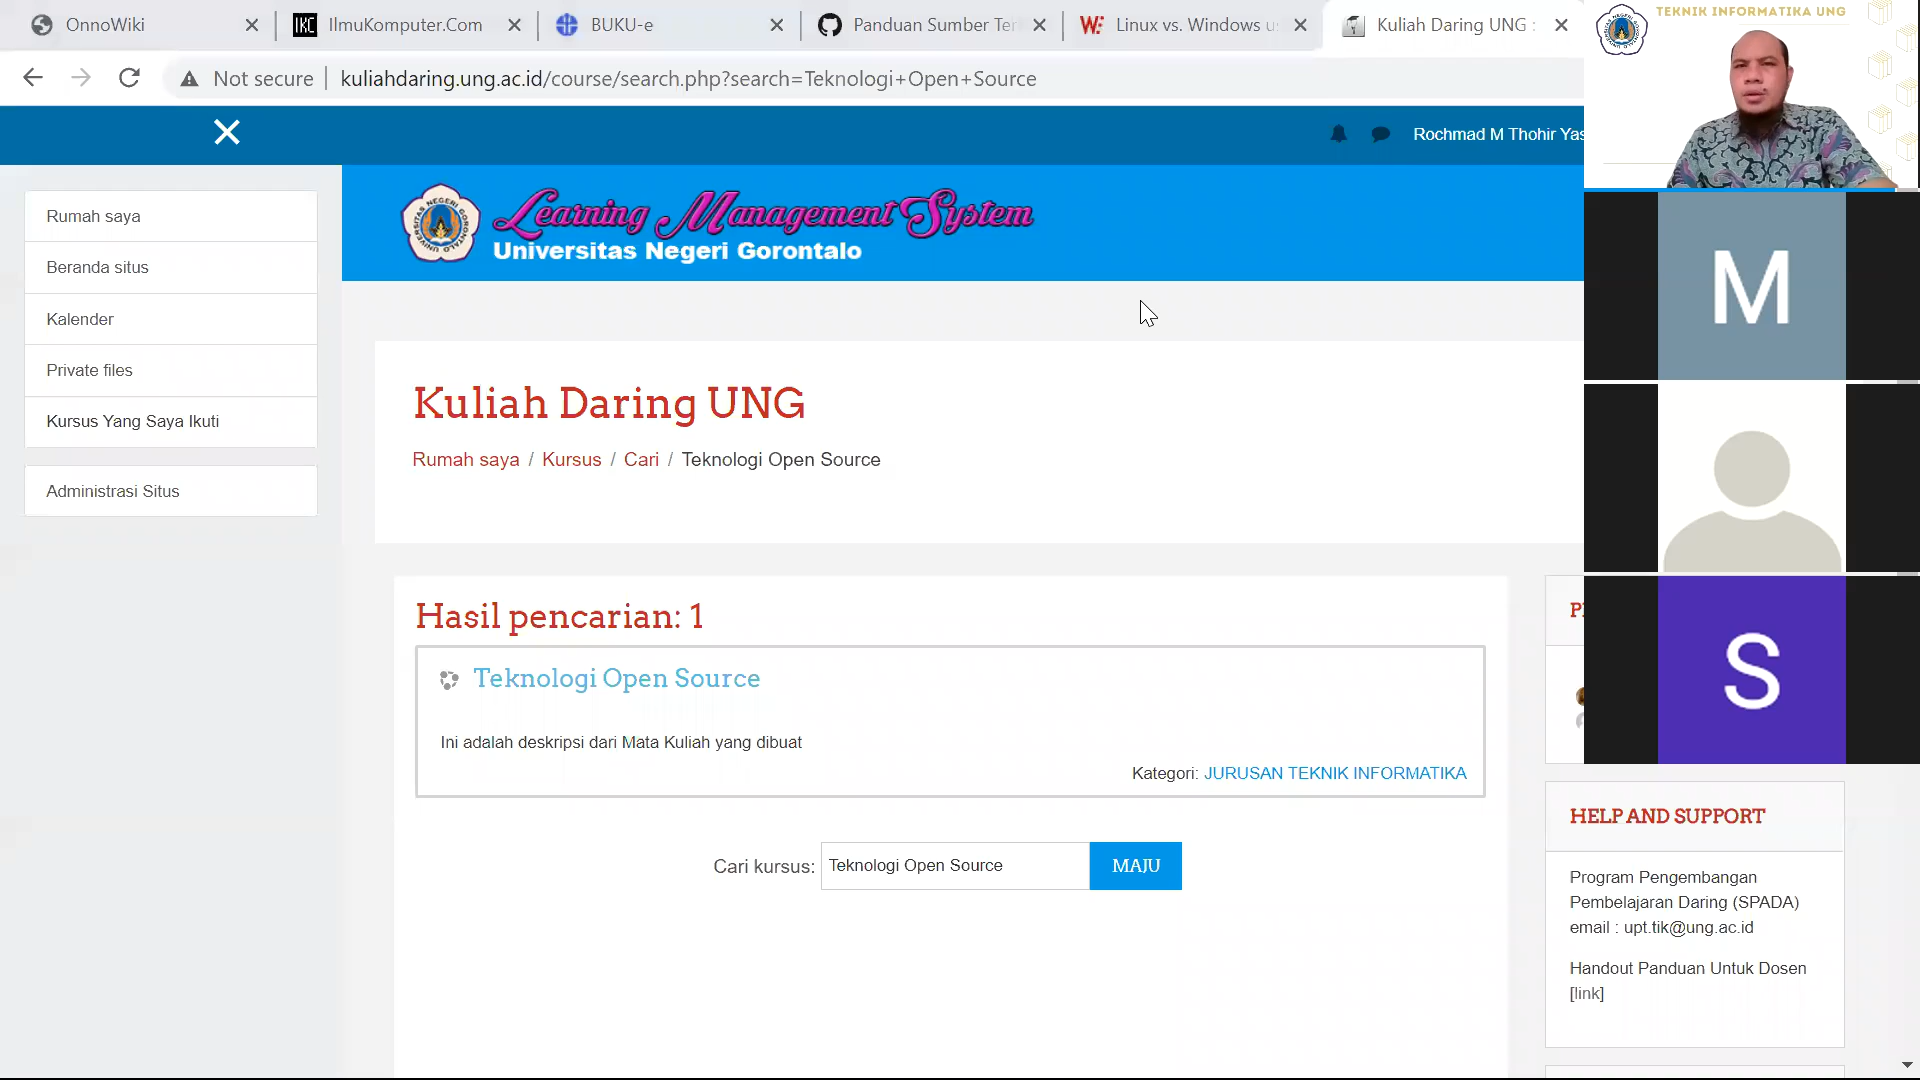 OnnoWiki
IlmuKomputer.Com
BUKU-e
Panduan Sumber Ter
Linux vs. Windows us
Kuliah Daring UNG :
TEKNIK INFORMATIKA UNG
Not secure
kuliahdaring.ung.ac.id/course/search.php?search=Teknologi+Open+Source
Rochmad M Thohir Yas
Rumah saya
Beranda situs
Kalender
Private files
Kursus Yang Saya Ikuti
Administrasi Situs
Learning Management System
Universitas Negeri Gorontalo
M
Kuliah Daring UNG
Rumah saya / Kursus / Cari / Teknologi Open Source
Hasil pencarian: 1
Teknologi Open Source
Ini adalah deskripsi dari Mata Kuliah yang dibuat
Kategori: JURUSAN TEKNIK INFORMATIKA
Cari kursus: Teknologi Open Source MAJU
S
HELP AND SUPPORT
Program Pengembangan
Pembelajaran Daring (SPADA)
email : upt.tik@ung.ac.id
Handout Panduan Untuk Dosen
[link]